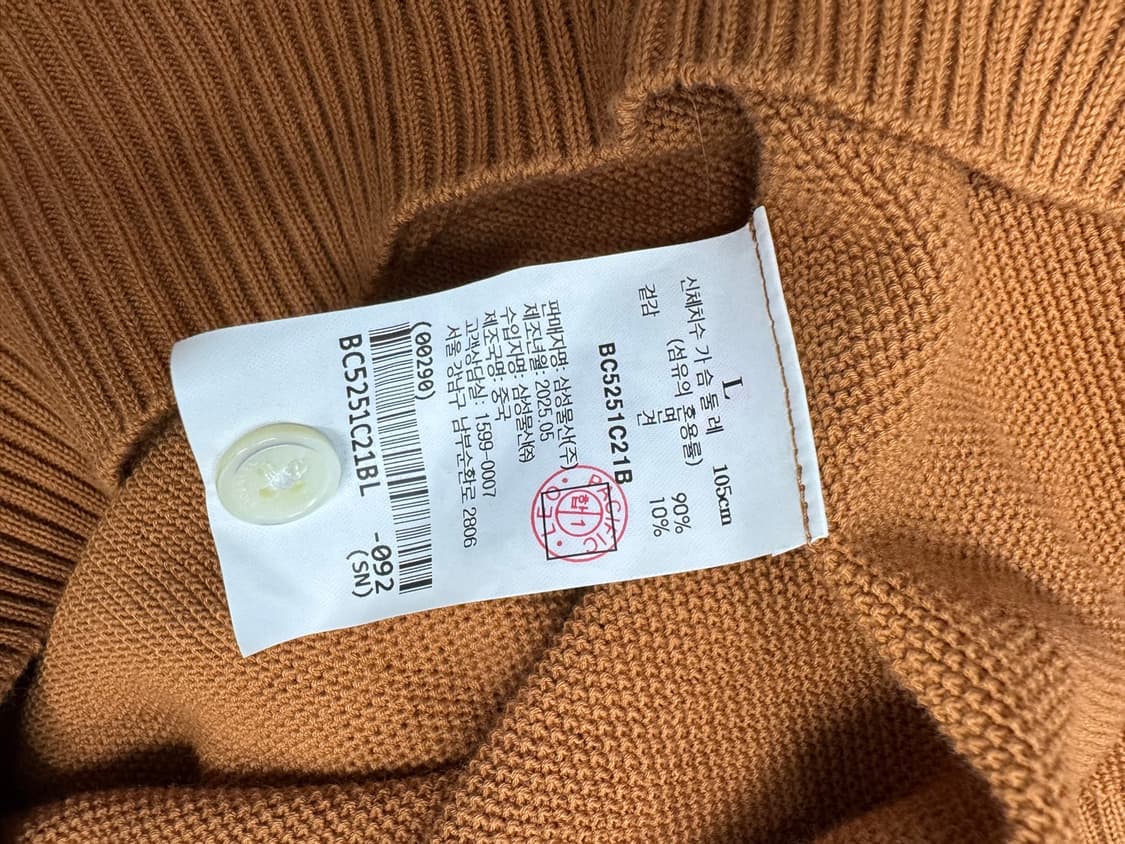 L
신체치수 가슴둘레 105cm
(섬유의 혼용률)
겉감 면 90%
견 10%
BC5251C21B
판매자명: 삼성물산(주)
제조년월: 2025.05
수입자명: 삼성물산(주)
제조국명: 중국
고객상담실: 1599-0007
서울 강남구 남부순환로 2806
합1
(00290)
BC5251C21BL -092
(SN)